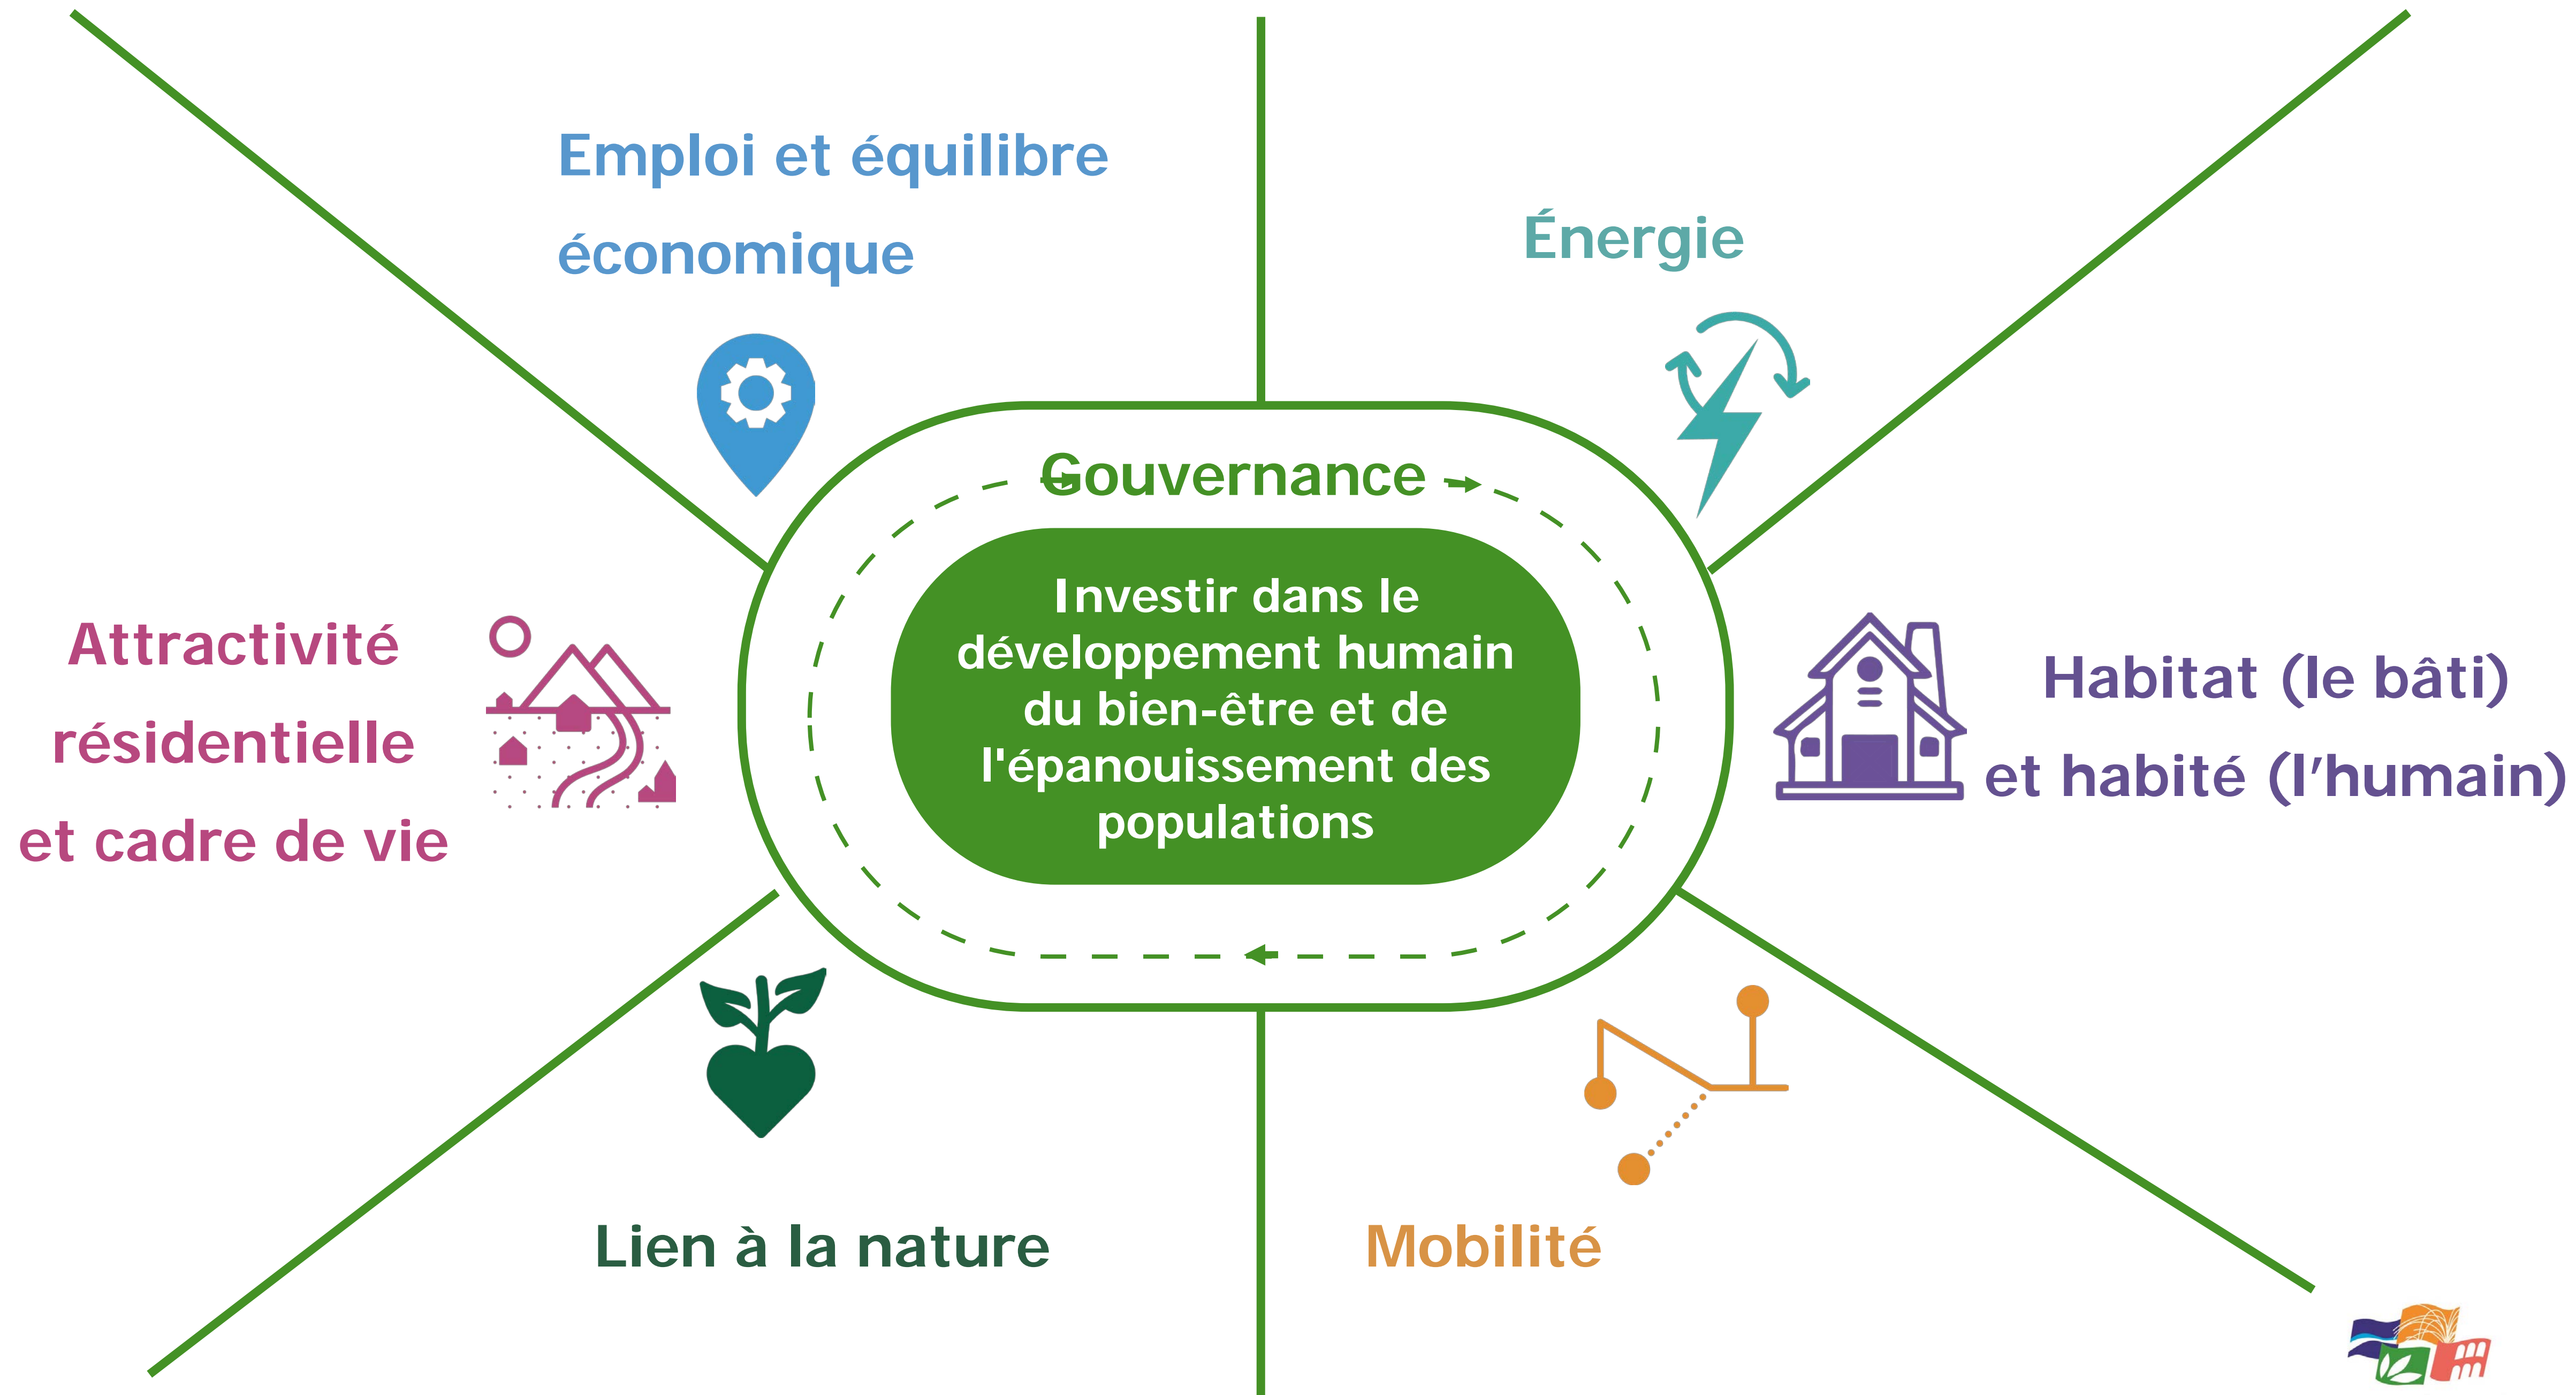 Emploi et équilibre
économique
Énergie
Gouvernance
Investir dans le
développement humain
du bien-être et de
l'épanouissement des
populations
Attractivité
résidentielle
et cadre de vie
Habitat (le bâti)
et habité (l’humain)
Lien à la nature
Mobilité